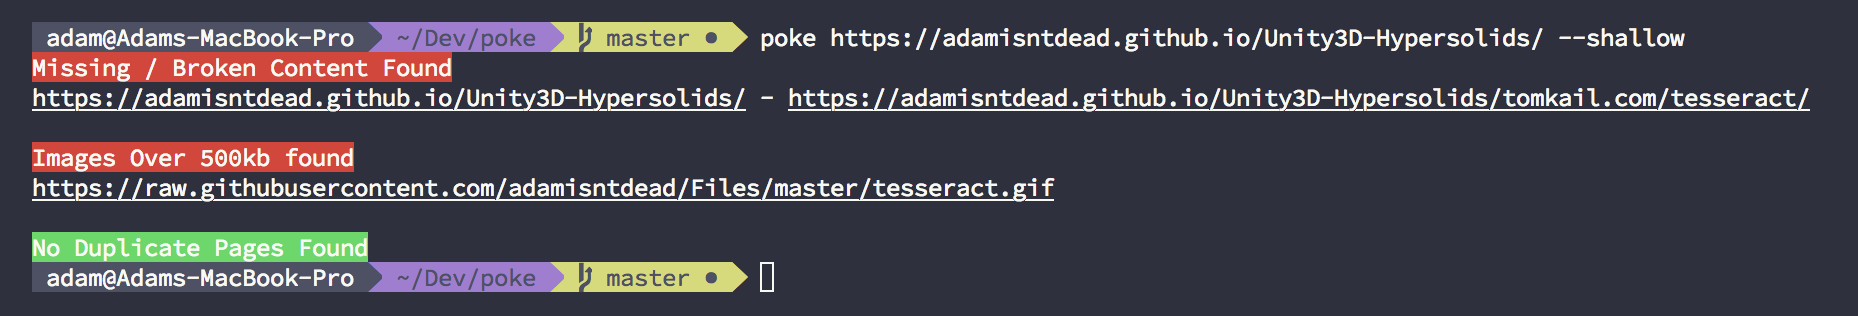 adam@Adams-MacBook-Pro ~/Dev/poke master ● poke https://adamisntdead.github.io/Unity3D-Hypersolids/ --shallow
Missing / Broken Content Found
https://adamisntdead.github.io/Unity3D-Hypersolids/ - https://adamisntdead.github.io/Unity3D-Hypersolids/tomkail.com/tesseract/
Images Over 500kb found
https://raw.githubusercontent.com/adamisntdead/Files/master/tesseract.gif
No Duplicate Pages Found
adam@Adams-MacBook-Pro ~/Dev/poke master ●